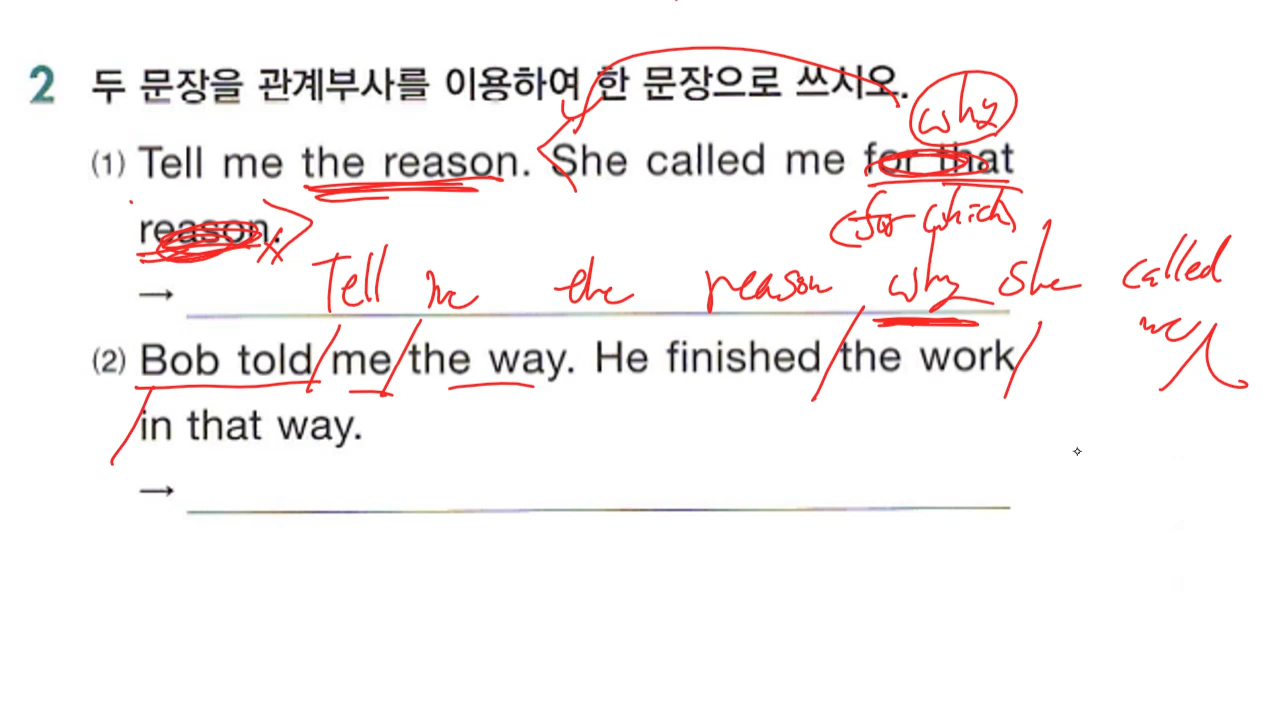 2 두 문장을 관계부사를 이용하여 한 문장으로 쓰시오.
why
(1) Tell me the reason. She called me for that
(for which)
reason.
→ Tell me the reason why she called
me
(2) Bob told me the way. He finished the work
in that way.
→